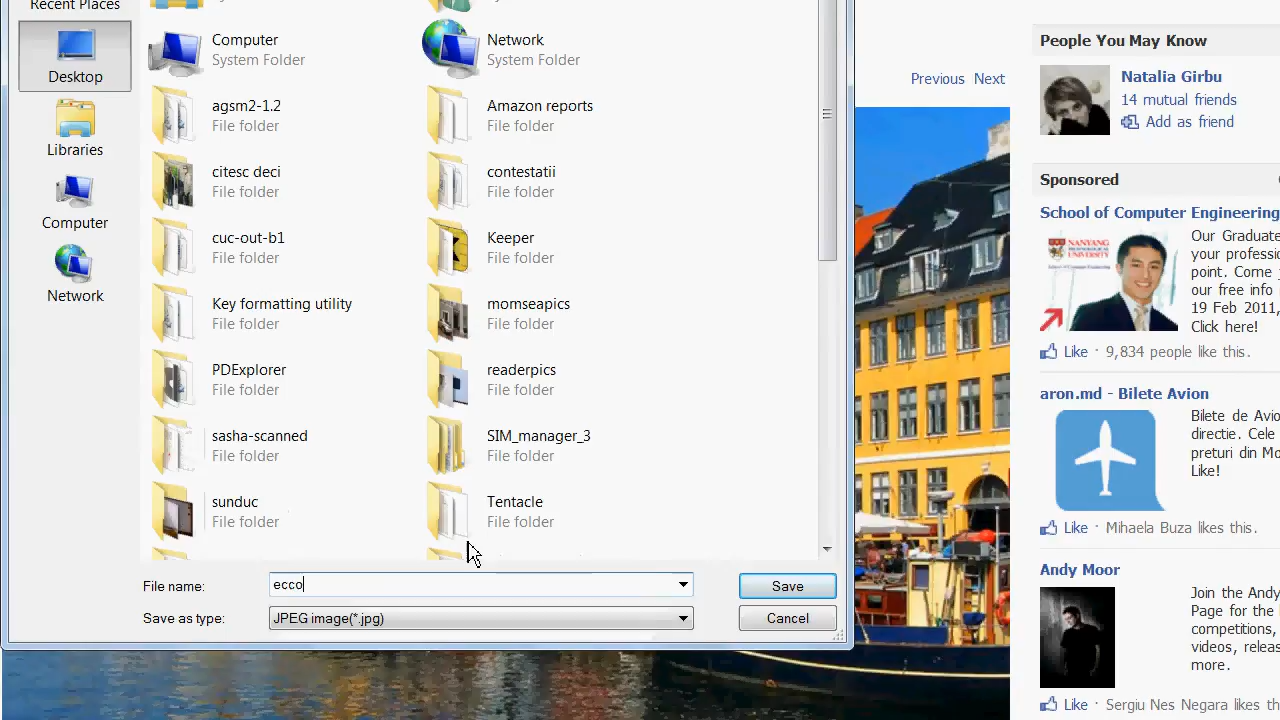 Recent Places
Desktop
Libraries
Computer
Network
Computer
System Folder
Network
System Folder
agsm2-1.2
File folder
Amazon reports
File folder
citesc deci
File folder
contestatii
File folder
cuc-out-b1
File folder
Keeper
File folder
Key formatting utility
File folder
momseapics
File folder
PDExplorer
File folder
readerpics
File folder
sasha-scanned
File folder
SIM_manager_3
File folder
sunduc
File folder
Tentacle
File folder
File name:
ecco
Save
Save as type:
JPEG image(*.jpg)
Cancel
Previous Next
People You May Know
Natalia Girbu
14 mutual friends
Add as friend
Sponsored
School of Computer Engineering
NANYANG
TECHNOLOGICAL
UNIVERSITY
Our Graduate
your professio
point. Come
our free info
19 Feb 2011,
Click here!
Like · 9,834 people like this.
aron.md - Bilete Avion
Bilete de Avio
directie. Cele
preturi din Mo
Like!
Like · Mihaela Buza likes this.
Andy Moor
Join the Andy
Page for the
competitions,
videos, releas
more.
Like · Sergiu Nes Negara likes th